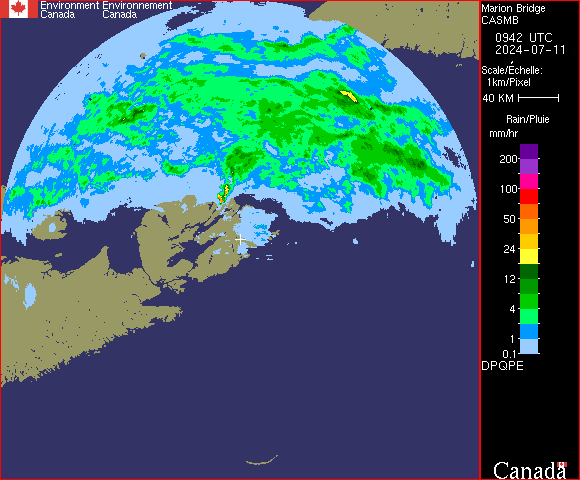 Environment Environnement
Canada Canada
Marion Bridge
CASMB
0942 UTC
2024-07-11
Scale/Echelle:
1km/Pixel
40 KM
Rain/Pluie
mm/hr
200
100
50
24
12
4
1
0.1
DPQPE
Canada